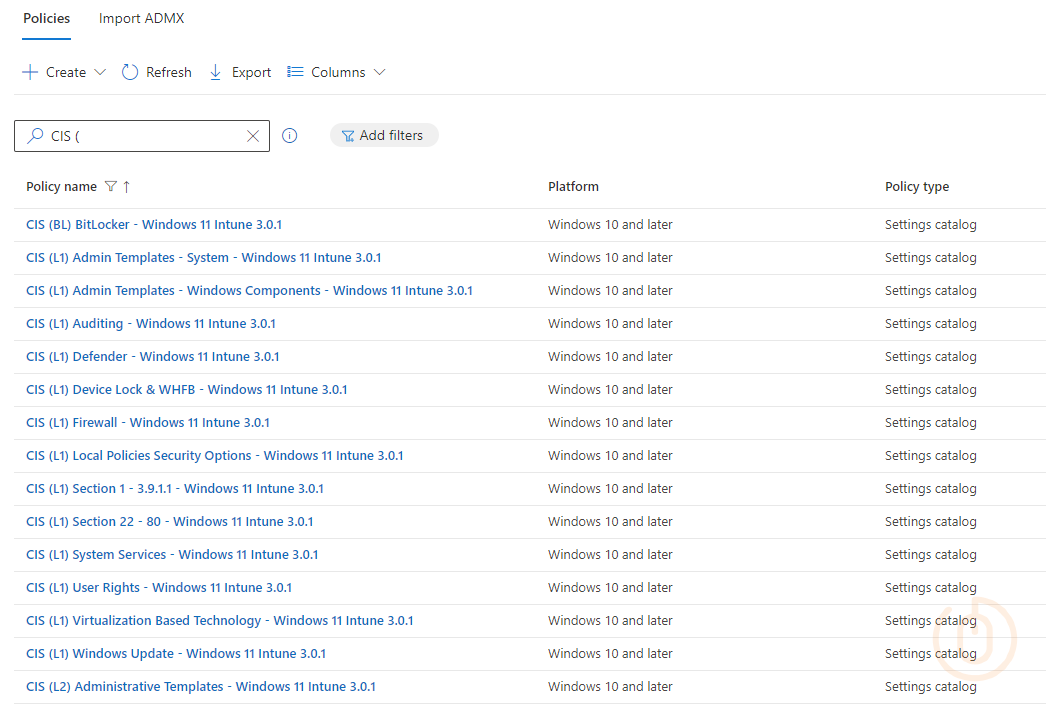 Policies Import ADMX
Create Refresh Export Columns
CIS ( Add filters
Policy name Platform Policy type
CIS (BL) BitLocker - Windows 11 Intune 3.0.1 Windows 10 and later Settings catalog
CIS (L1) Admin Templates - System - Windows 11 Intune 3.0.1 Windows 10 and later Settings catalog
CIS (L1) Admin Templates - Windows Components - Windows 11 Intune 3.0.1 Windows 10 and later Settings catalog
CIS (L1) Auditing - Windows 11 Intune 3.0.1 Windows 10 and later Settings catalog
CIS (L1) Defender - Windows 11 Intune 3.0.1 Windows 10 and later Settings catalog
CIS (L1) Device Lock & WHFB - Windows 11 Intune 3.0.1 Windows 10 and later Settings catalog
CIS (L1) Firewall - Windows 11 Intune 3.0.1 Windows 10 and later Settings catalog
CIS (L1) Local Policies Security Options - Windows 11 Intune 3.0.1 Windows 10 and later Settings catalog
CIS (L1) Section 1 - 3.9.1.1 - Windows 11 Intune 3.0.1 Windows 10 and later Settings catalog
CIS (L1) Section 22 - 80 - Windows 11 Intune 3.0.1 Windows 10 and later Settings catalog
CIS (L1) System Services - Windows 11 Intune 3.0.1 Windows 10 and later Settings catalog
CIS (L1) User Rights - Windows 11 Intune 3.0.1 Windows 10 and later Settings catalog
CIS (L1) Virtualization Based Technology - Windows 11 Intune 3.0.1 Windows 10 and later Settings catalog
CIS (L1) Windows Update - Windows 11 Intune 3.0.1 Windows 10 and later Settings catalog
CIS (L2) Administrative Templates - Windows 11 Intune 3.0.1 Windows 10 and later Settings catalog